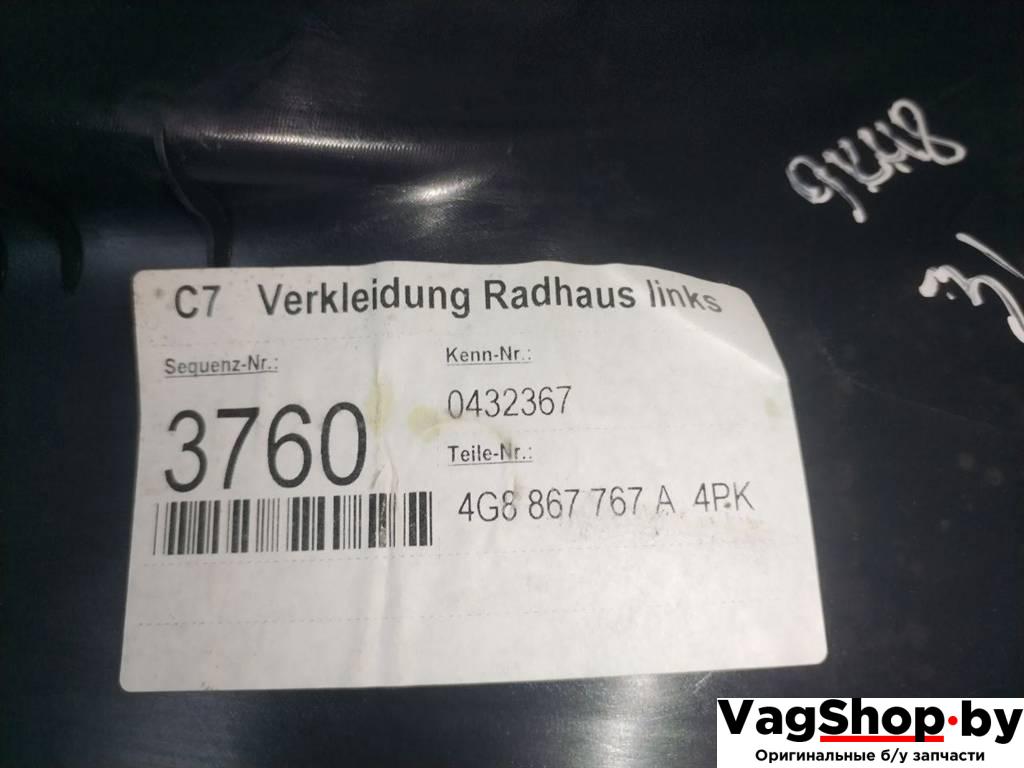 9KA48
C7 Verkleidung Radhaus links
Sequenz-Nr.:
Kenn-Nr.:
3760
0432367
Teile-Nr.:
4G8 867 767 A 4PK
VagShop.by
Оригинальные б/у запчасти